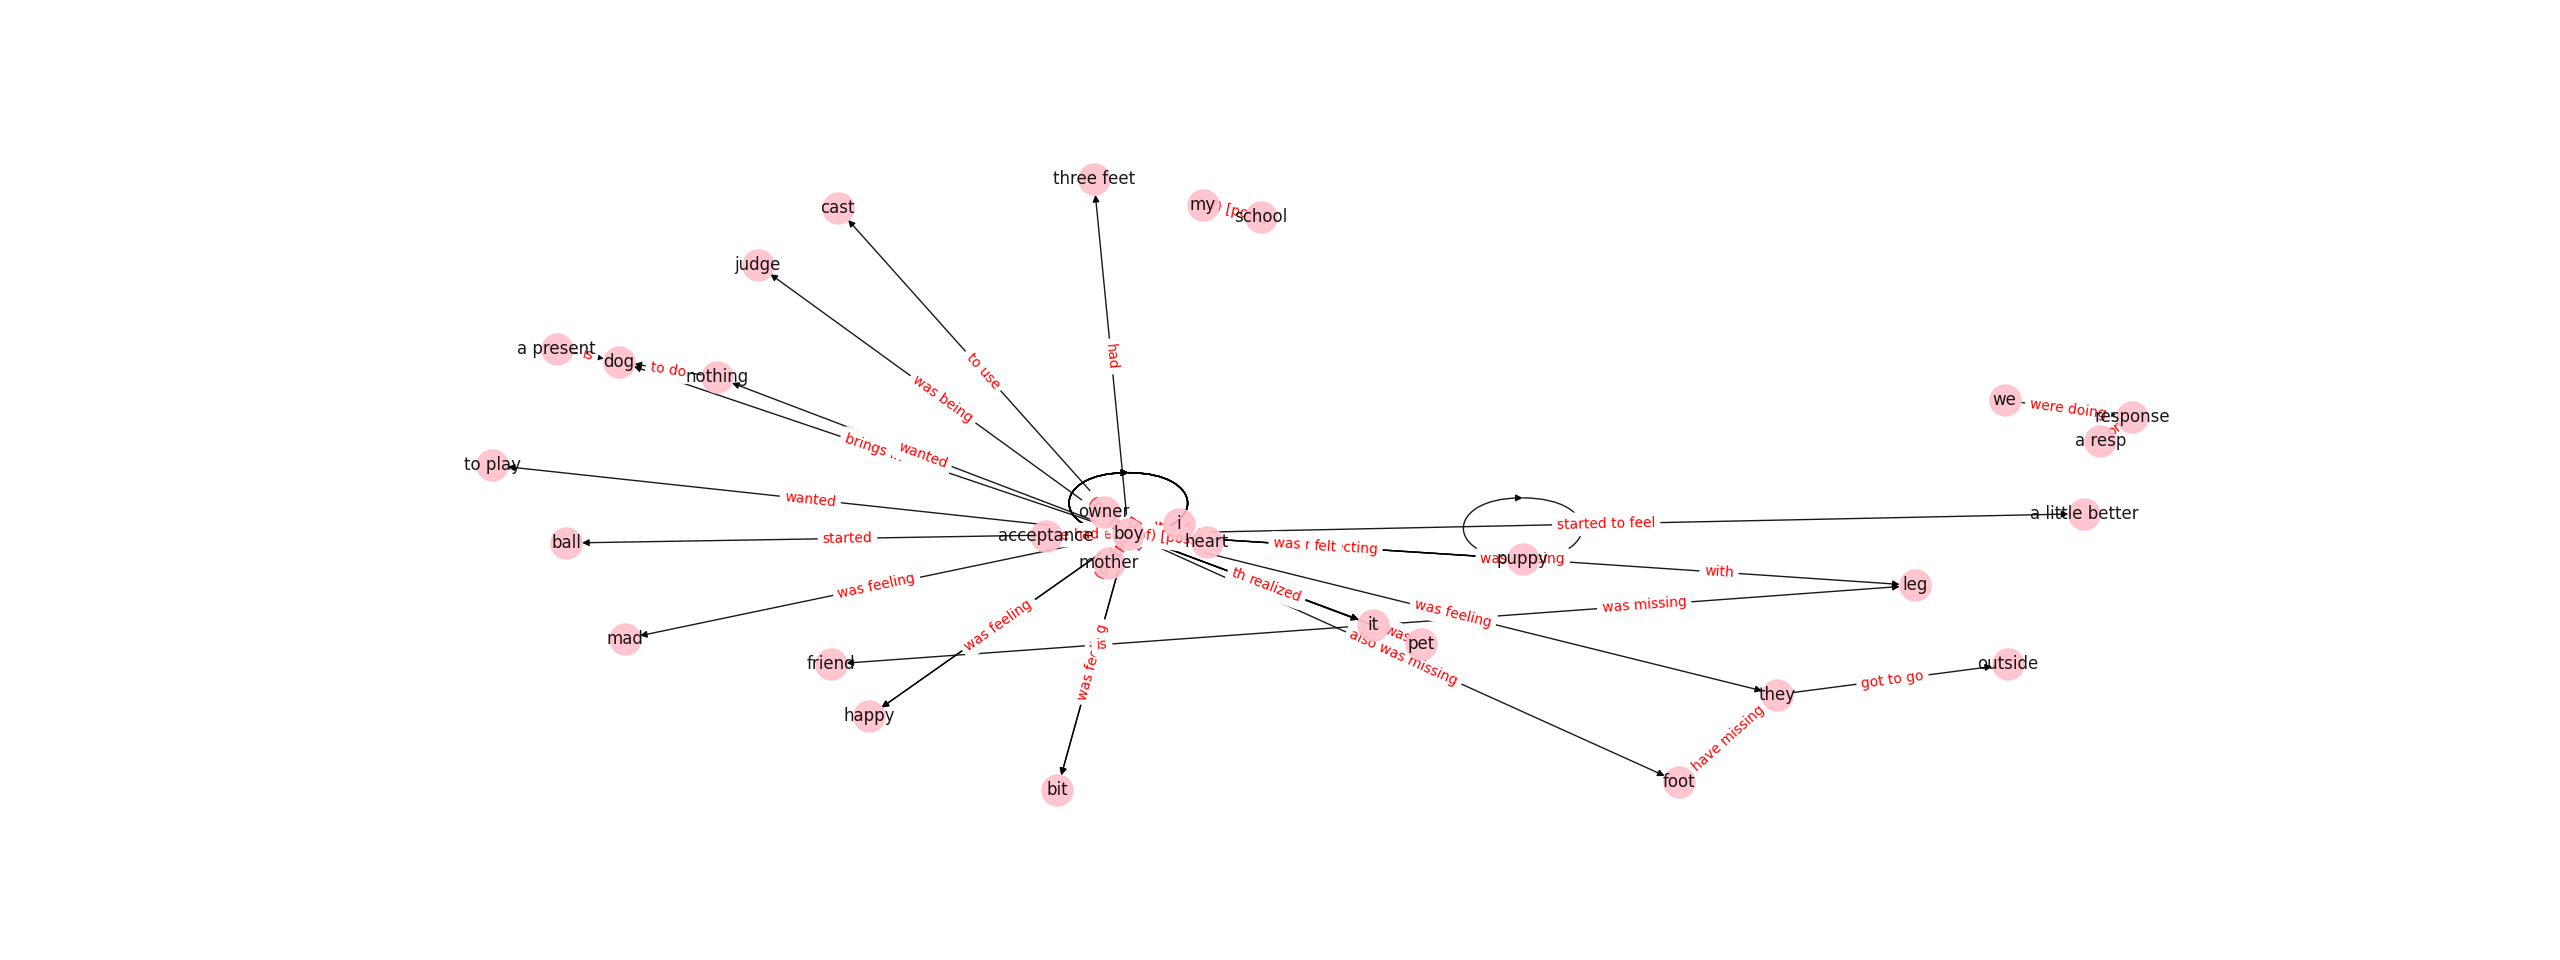 three feet
cast
my
school
judge
had
a present
is
dog
to do
nothing
to use
was being
we
were doing
response
a resp
brings
wanted
to play
wanted
owner
i
a little better
started to feel
acceptance
boy
heart
ball
started
had
of) [
was
felt
cting
puppy
mother
with
leg
mad
was feeling
th
realized
was missing
was feeling
it
was
pet
also was missing
friend
is
was feeling
happy
was fee
bit
they
got to go
outside
have missing
foot